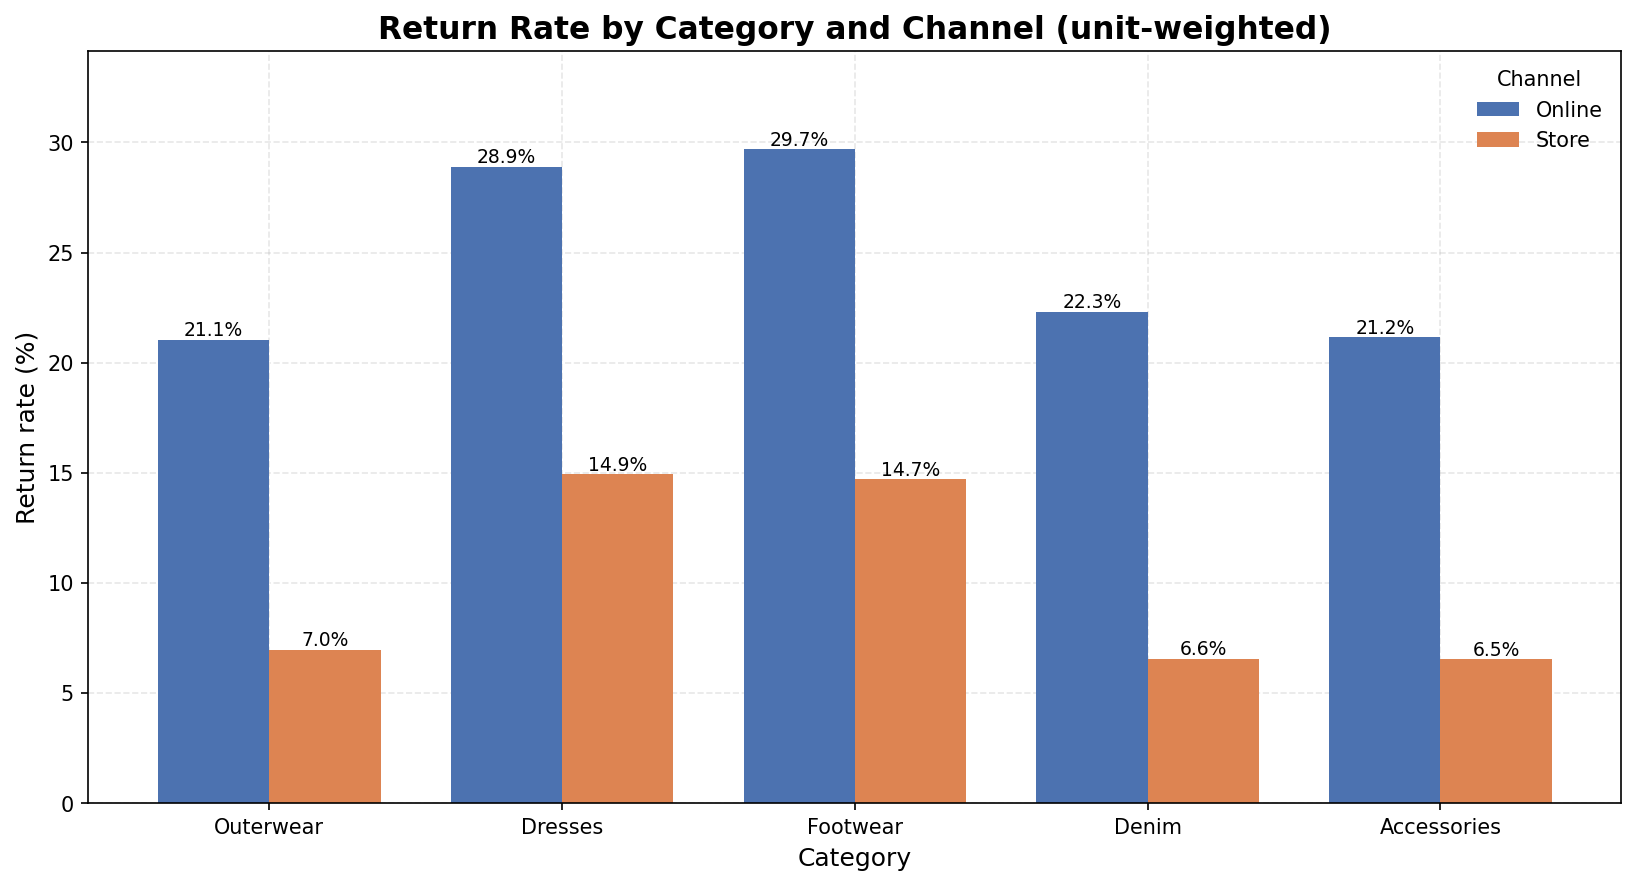 Return Rate by Category and Channel (unit-weighted)
Channel
Online
Store
Return rate (%)
30
25
20
15
10
5
0
21.1%
7.0%
28.9%
14.9%
29.7%
14.7%
22.3%
6.6%
21.2%
6.5%
Outerwear
Dresses
Footwear
Denim
Accessories
Category